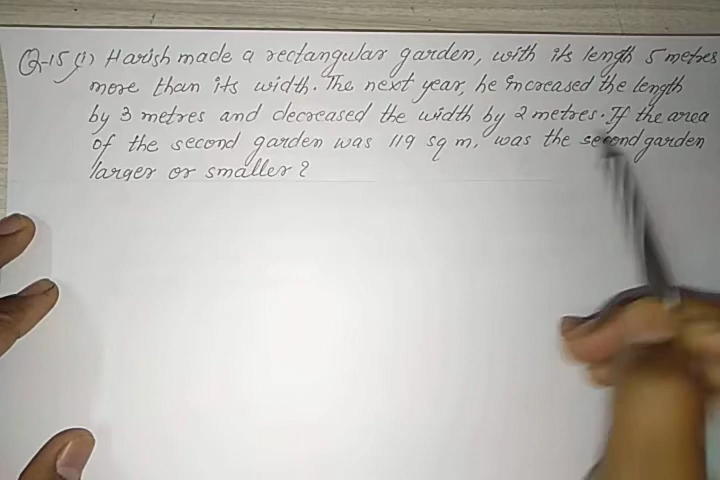 Q-15 (i) Harish made a rectangular garden, with its length 5 metres
more than its width. The next year, he increased the length
by 3 metres and decreased the width by 2 metres. If the area
of the second garden was 119 sq m, was the second garden
larger or smaller?